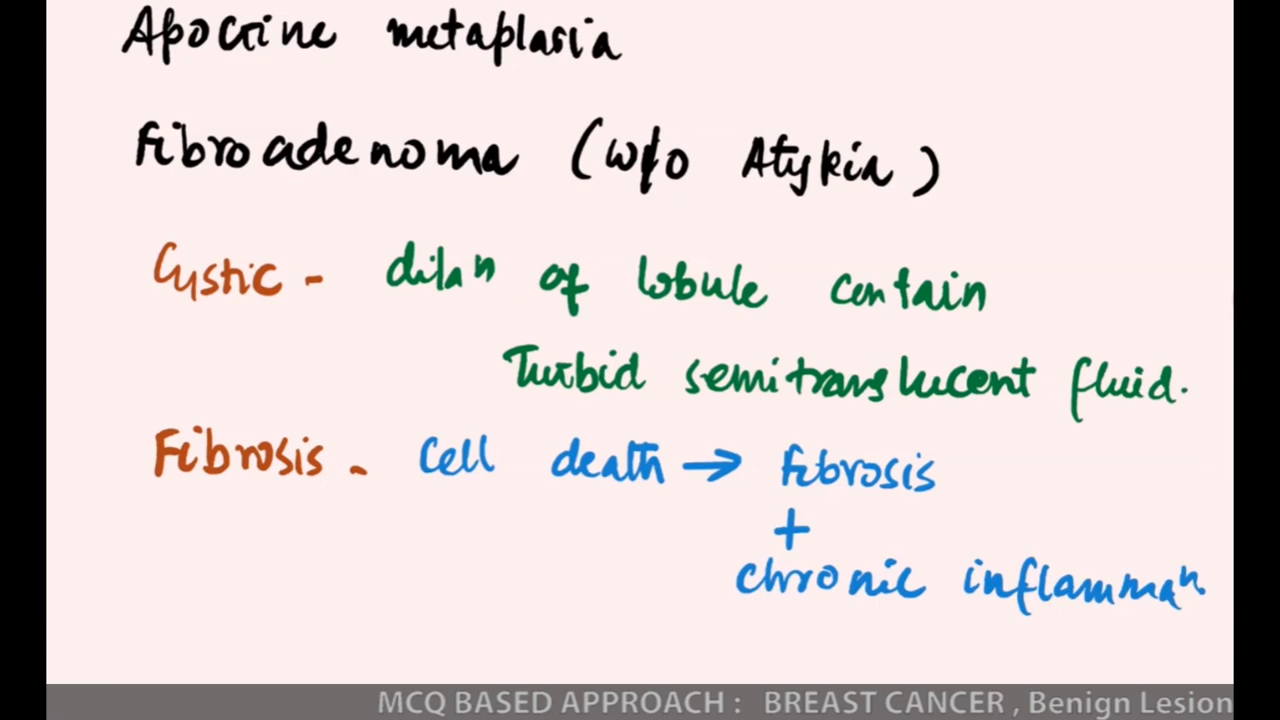 Apocrine metaplasia
Fibroadenoma (w/o Atypia)
Cystic - dilaⁿ of lobule contain
Turbid semitranslucent fluid.
Fibrosis - Cell death → fibrosis
+
chronic inflammaⁿ.
MCQ BASED APPROACH : BREAST CANCER , Benign Lesion